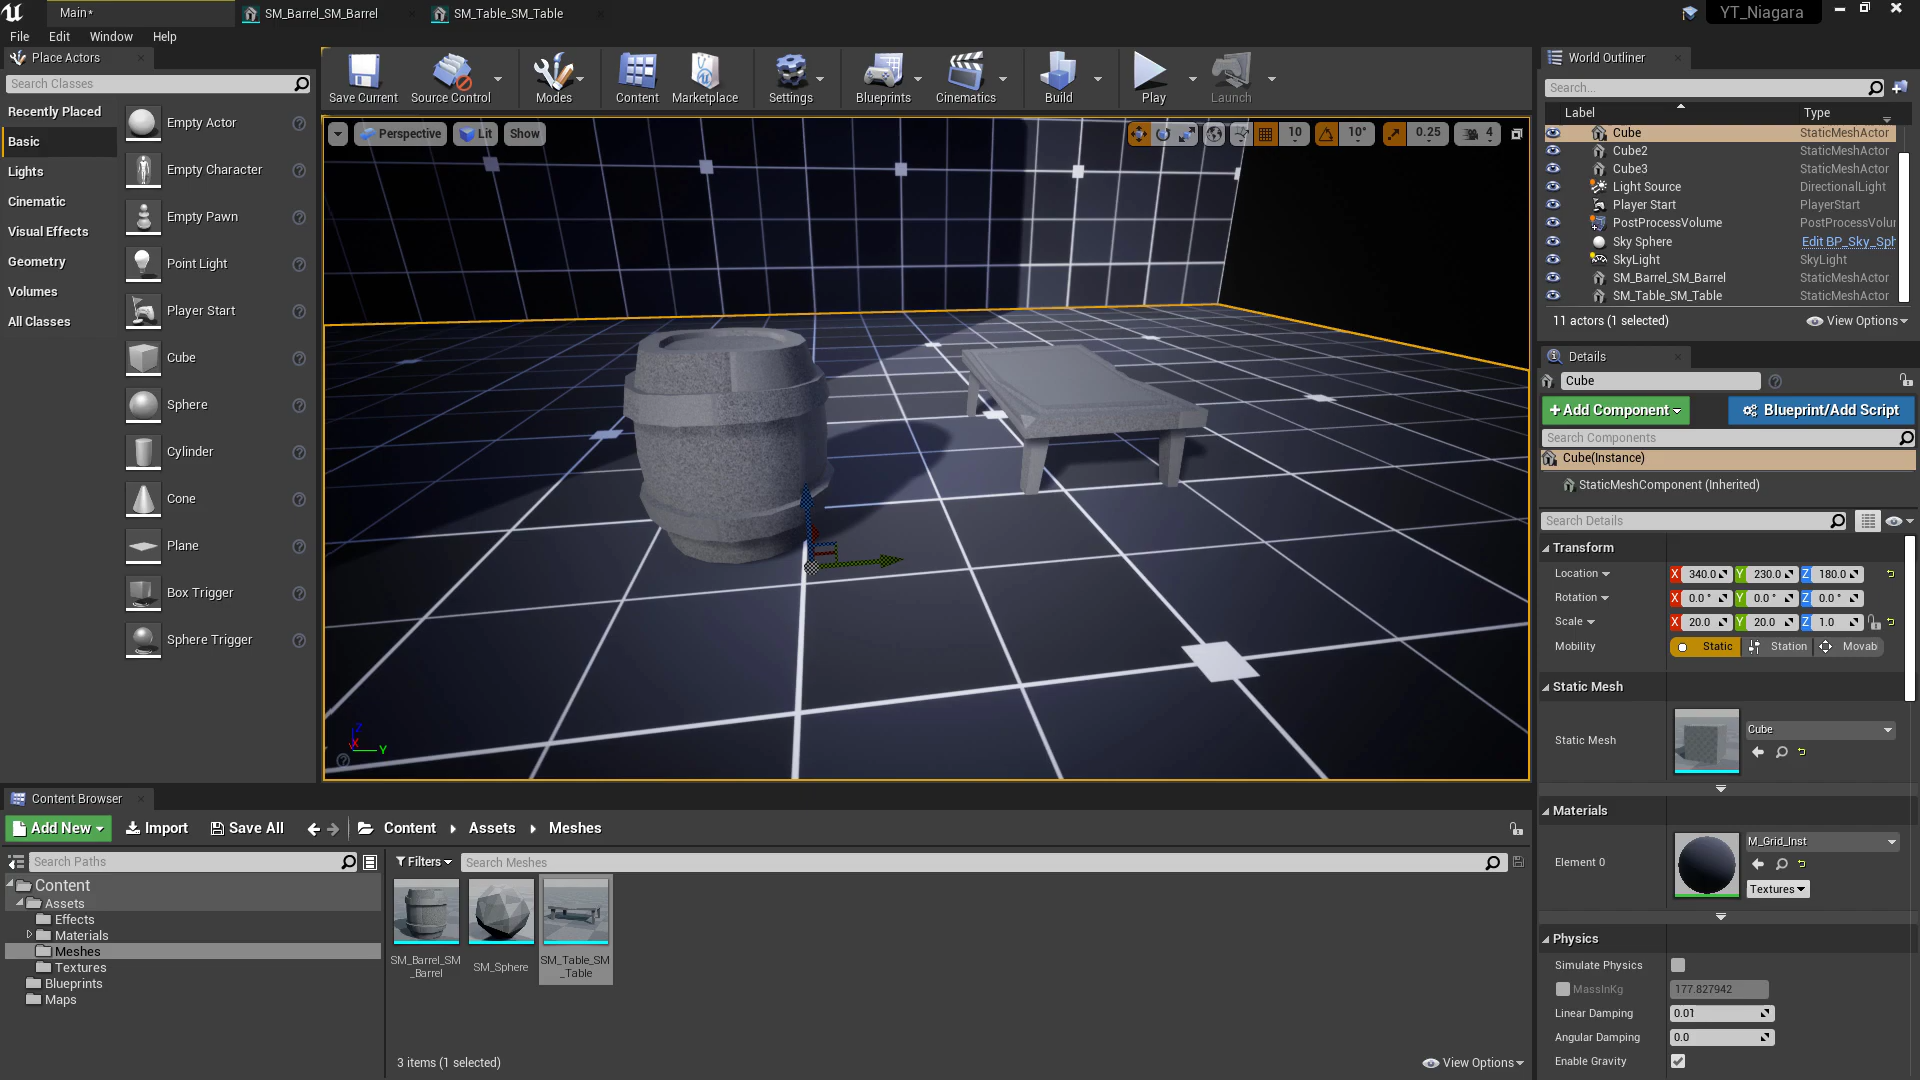 Main*
SM_Barrel_SM_Barrel
SM_Table_SM_Table
YT_Niagara
File Edit Window Help
Place Actors
Search Classes
Recently Placed
Basic
Lights
Cinematic
Visual Effects
Geometry
Volumes
All Classes
Empty Actor
Empty Character
Empty Pawn
Point Light
Player Start
Cube
Sphere
Cylinder
Cone
Plane
Box Trigger
Sphere Trigger
Save Current
Source Control
Modes
Content
Marketplace
Settings
Blueprints
Cinematics
Build
Play
Launch
Perspective
Lit
Show
10
10°
0.25
4
Z
X
Y
World Outliner
Search...
Label Type
Cube StaticMeshActor
Cube2 StaticMeshActor
Cube3 StaticMeshActor
Light Source DirectionalLight
Player Start PlayerStart
PostProcessVolume PostProcessVolur
Sky Sphere Edit BP_Sky_Sph
SkyLight SkyLight
SM_Barrel_SM_Barrel StaticMeshActor
SM_Table_SM_Table StaticMeshActor
11 actors (1 selected)
View Options
Details
Cube
+Add Component
Blueprint/Add Script
Search Components
Cube(Instance)
StaticMeshComponent (Inherited)
Search Details
Transform
Location X 340.0 Y 230.0 Z 180.0
Rotation X 0.0 ° Y 0.0 ° Z 0.0 °
Scale X 20.0 Y 20.0 Z 1.0
Mobility Static Station Movab
Static Mesh
Static Mesh
Cube
Materials
Element 0
M_Grid_Inst
Textures
Physics
Simulate Physics
MassInKg 177.827942
Linear Damping 0.01
Angular Damping 0.0
Enable Gravity
Content Browser
Add New Import Save All Content Assets Meshes
Search Paths
Filters
Search Meshes
Content
Assets
Effects
Materials
Meshes
Textures
Blueprints
Maps
SM_Barrel_SM
_Barrel
SM_Sphere
SM_Table_SM
_Table
3 items (1 selected)
View Options